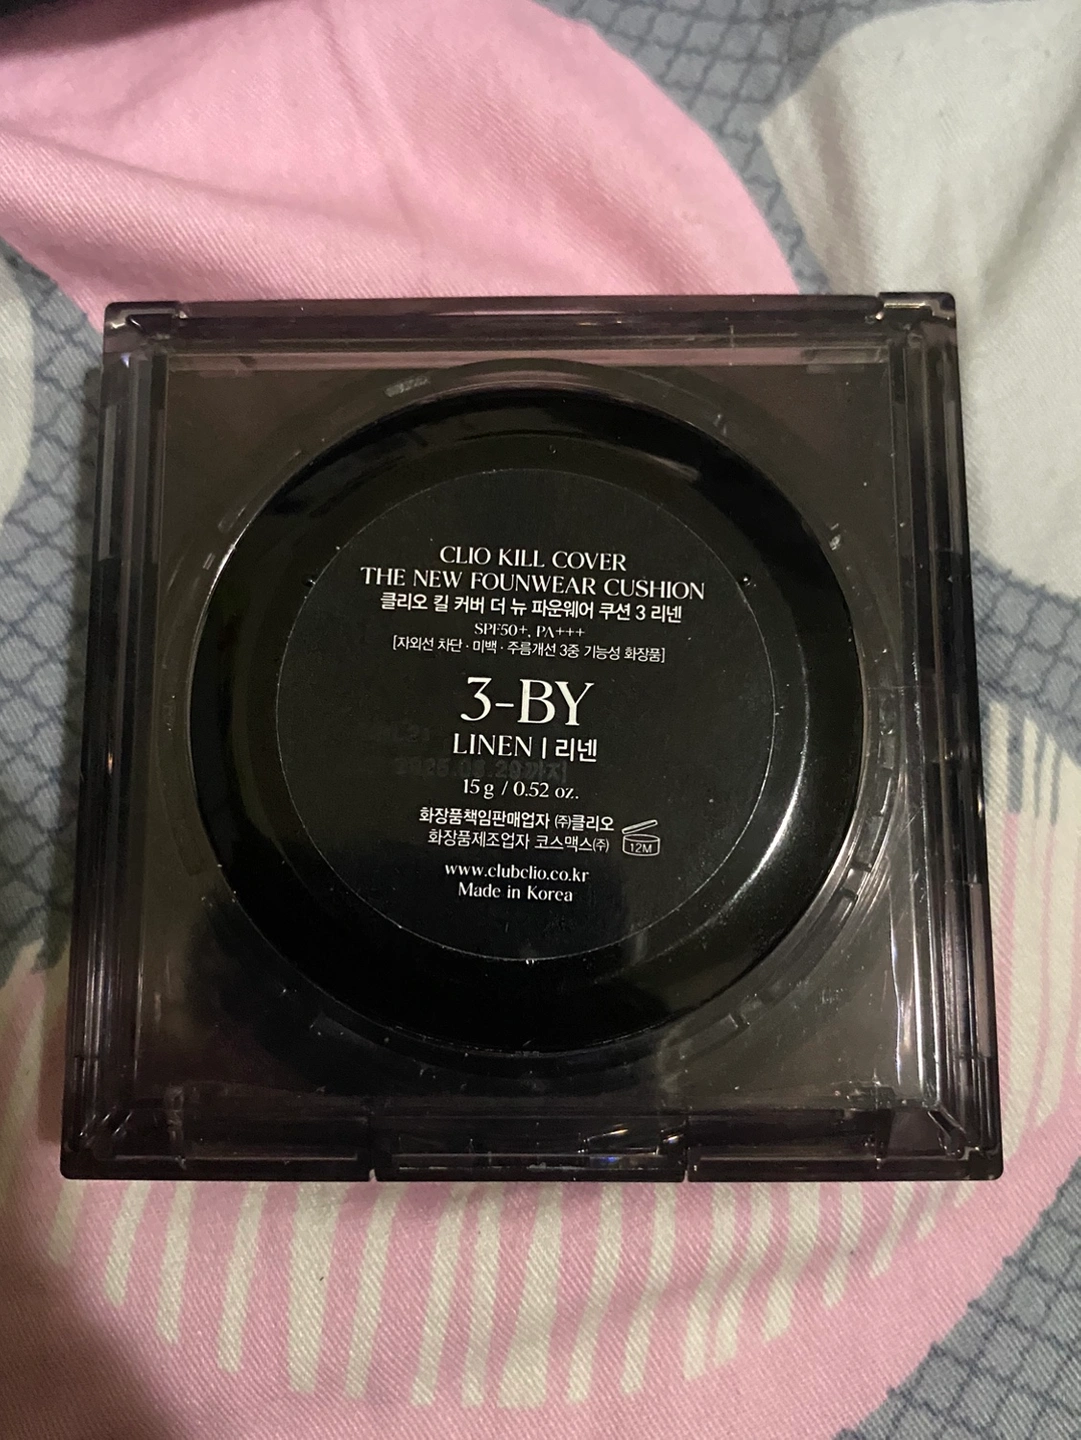 CLIO KILL COVER
THE NEW FOUNWEAR CUSHION
클리오 킬 커버 더 뉴 파운웨어 쿠션 3 리넨
SPF50+, PA+++
[자외선 차단 · 미백 · 주름개선 3중 기능성 화장품]
3-BY
LINEN | 리넨
15 g / 0.52 oz.
화장품책임판매업자 ㈜클리오
화장품제조업자 코스맥스㈜
12M
www.clubclio.co.kr
Made in Korea